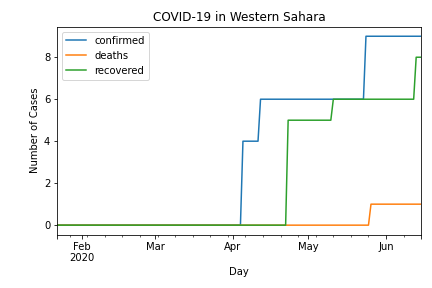 COVID-19 in Western Sahara
confirmed
deaths
recovered
Number of Cases
8
6
4
2
0
Feb
2020
Mar
Apr
May
Jun
Day